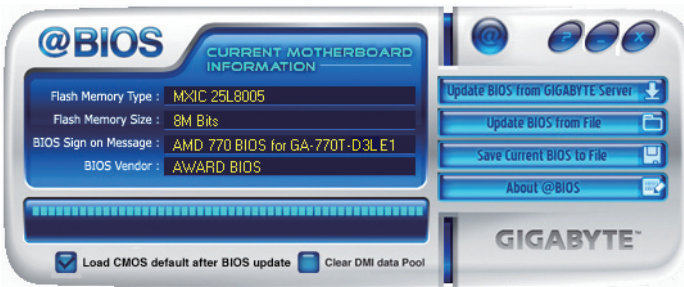 @BIOS
CURRENT MOTHERBOARD
INFORMATION
Flash Memory Type : MXIC 25L8005
Flash Memory Size : 8M Bits
BIOS Sign on Message : AMD 770 BIOS for GA-770T-D3L E1
BIOS Vendor : AWARD BIOS
Load CMOS default after BIOS update
Clear DMI data Pool
@ ? – x
Update BIOS from GIGABYTE Server
Update BIOS from File
Save Current BIOS to File
About @BIOS
GIGABYTE™